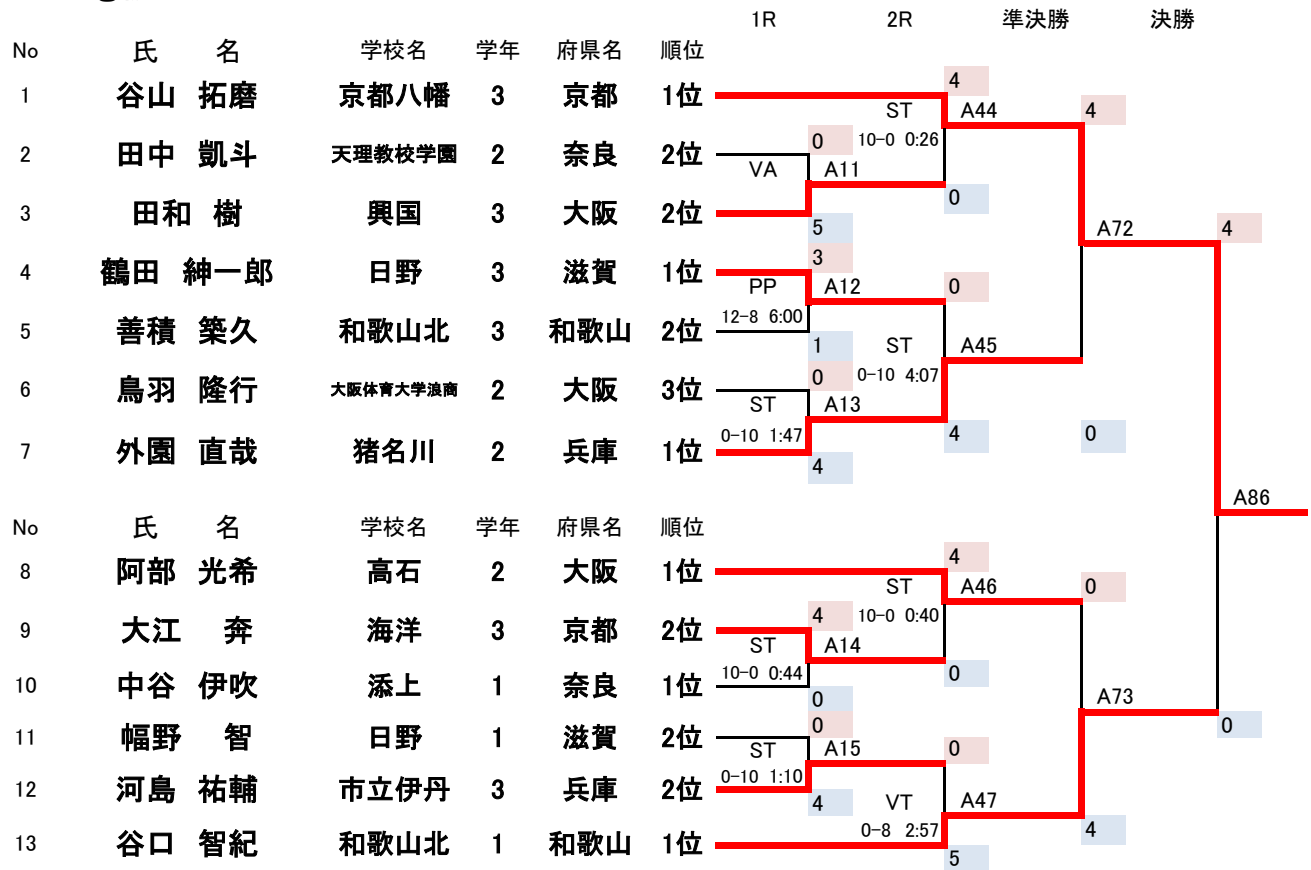 1R 2R 準決勝 決勝
No 氏 名 学校名 学年 府県名 順位
4
1 谷山 拓磨 京都八幡 3 京都 1位
ST A44 4
0 10-0 0:26
2 田中 凱斗 天理教校学園 2 奈良 2位
VA A11
0
3 田和 樹 興国 3 大阪 2位
5 A72 4
3
4 鶴田 紳一郎 日野 3 滋賀 1位
PP A12 0
12-8 6:00
5 善積 築久 和歌山北 3 和歌山 2位
1 ST A45
0 0-10 4:07
6 鳥羽 隆行 大阪体育大学浪商 2 大阪 3位
ST A13
0-10 1:47 4 0
7 外園 直哉 猪名川 2 兵庫 1位
4
A86
No 氏 名 学校名 学年 府県名 順位
4
8 阿部 光希 高石 2 大阪 1位
ST A46 0
4 10-0 0:40
9 大江 奔 海洋 3 京都 2位
ST A14
10-0 0:44 0
10 中谷 伊吹 添上 1 奈良 1位
0 A73
0 0
11 幅野 智 日野 1 滋賀 2位
ST A15 0
0-10 1:10
12 河島 祐輔 市立伊丹 3 兵庫 2位
4 VT A47
0-8 2:57 4
13 谷口 智紀 和歌山北 1 和歌山 1位
5